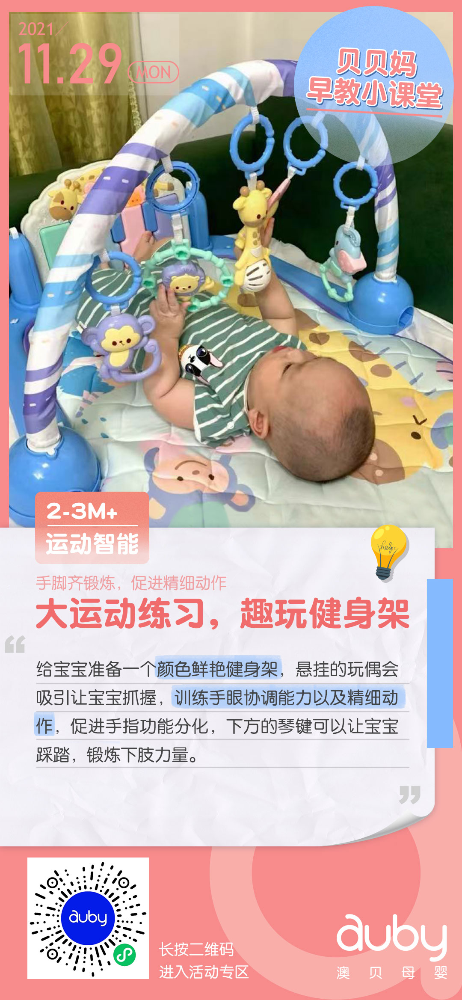 2021/
11.29 MON
贝贝妈
早教小课堂
2-3M+
运动智能
help
手脚齐锻炼，促进精细动作
大运动练习，趣玩健身架
“
给宝宝准备一个颜色鲜艳健身架，悬挂的玩偶会
吸引让宝宝抓握，训练手眼协调能力以及精细动
作，促进手指功能分化，下方的琴键可以让宝宝
踩踏，锻炼下肢力量。
”
auby
长按二维码
进入活动专区
auby
澳贝母婴